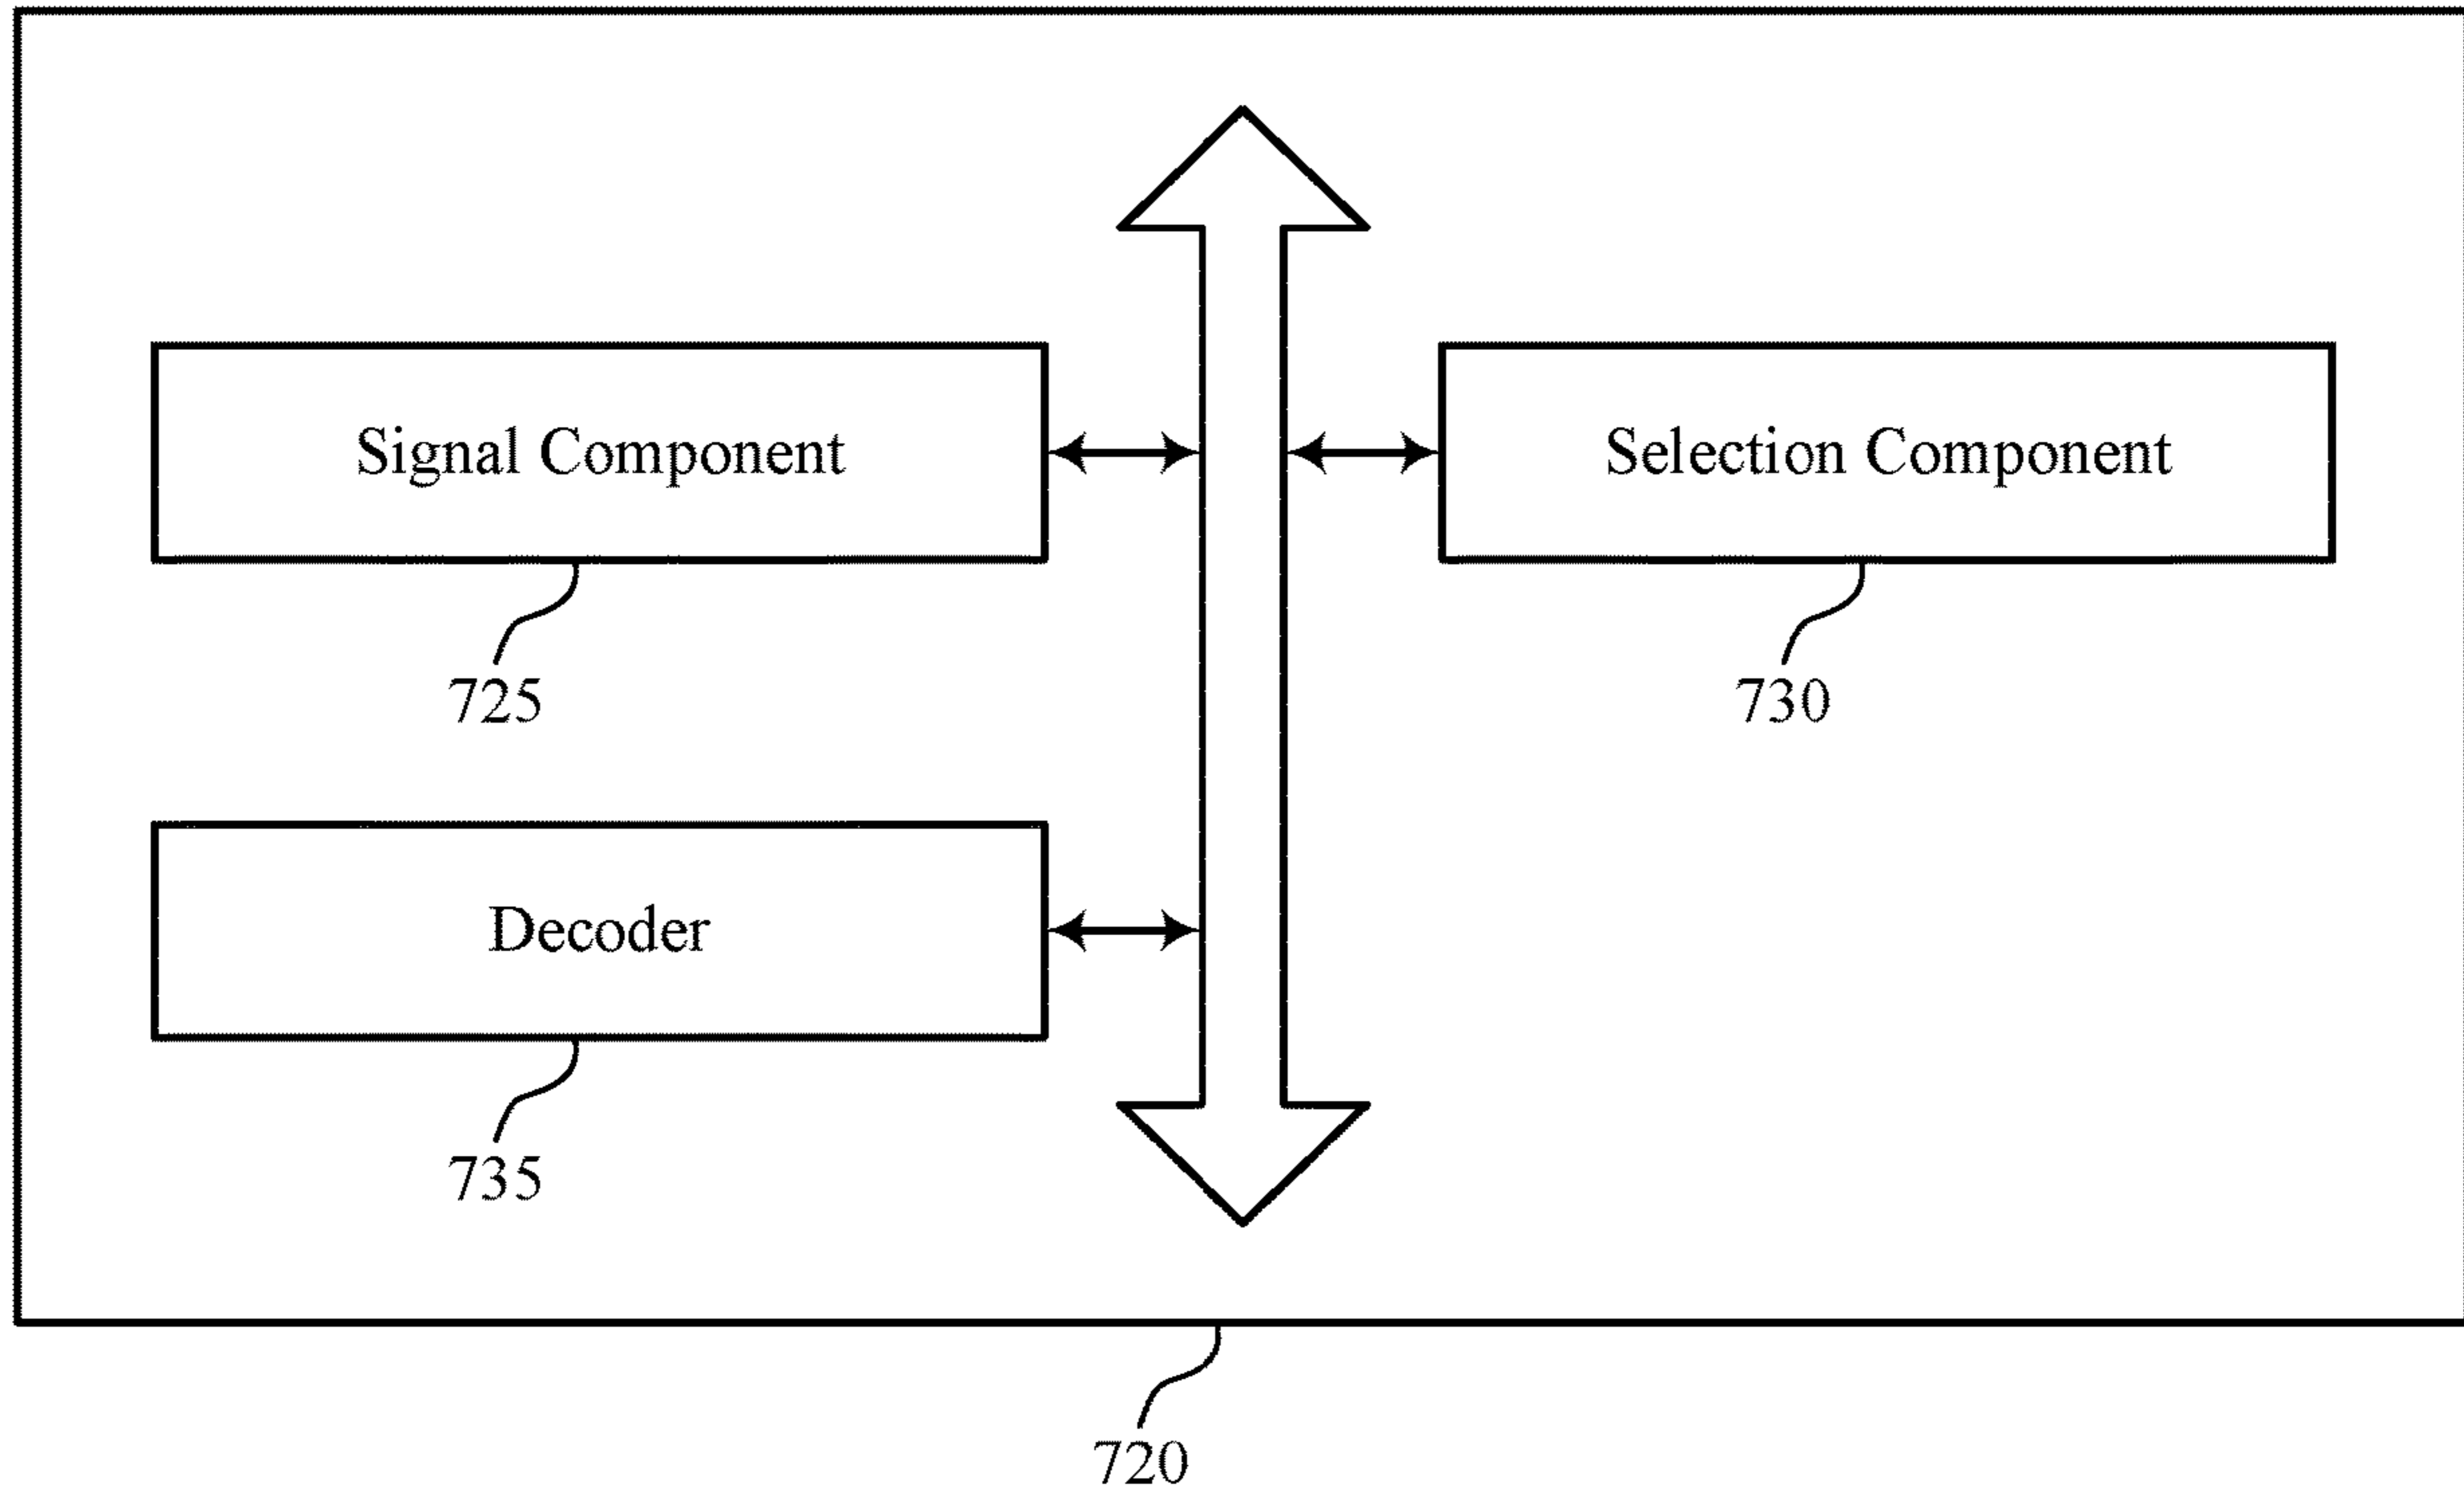 Signal Component
Selection Component
725
730
Decoder
735
720